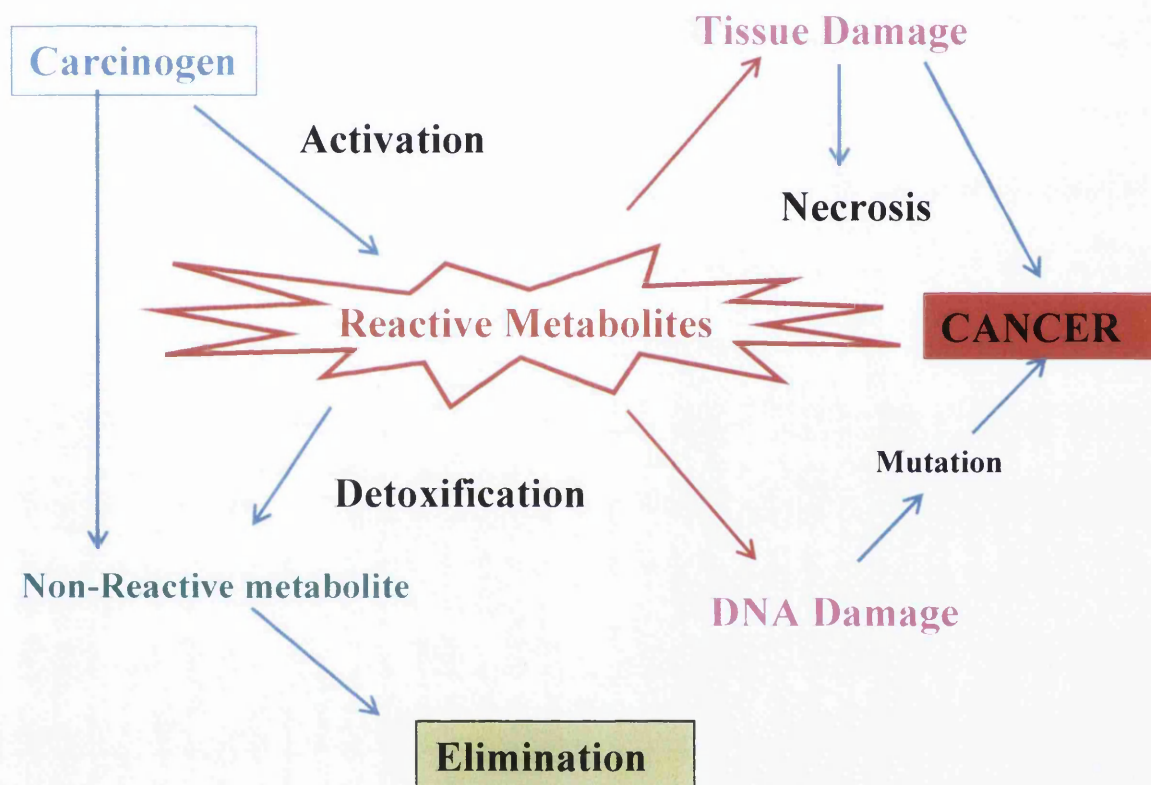 Tissue Damage
Carcinogen
Activation
Necrosis
Reactive Metabolites
CANCER
Mutation
Detoxification
Non-Reactive metabolite
DNA Damage
Elimination